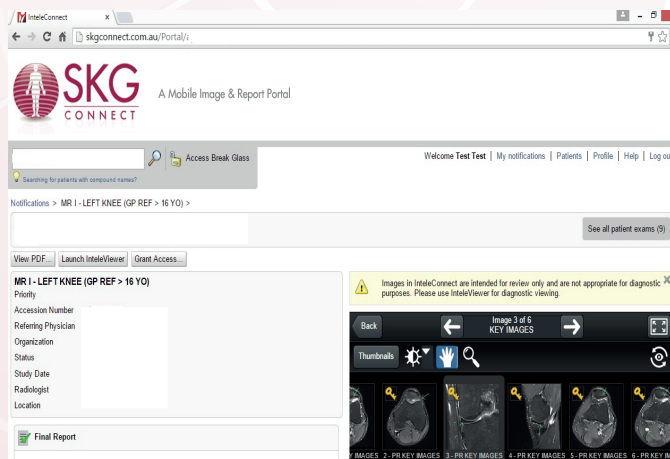 InteleConnect
skgconnect.com.au/Portal/
SKG
CONNECT
A Mobile Image & Report Portal
Access Break Glass
Searching for patients with compound names?
Welcome Test Test | My notifications | Patients | Profile | Help | Log ou
Notifications > MR I - LEFT KNEE (GP REF > 16 YO) >
See all patient exams (9)
View PDF... Launch InteleViewer Grant Access...
MR I - LEFT KNEE (GP REF > 16 YO)
Priority
Accession Number
Referring Physician
Organization
Status
Study Date
Radiologist
Location
Final Report
Images in InteleConnect are intended for review only and are not appropriate for diagnostic
purposes. Please use InteleViewer for diagnostic viewing.
Back
Image 3 of 6
KEY IMAGES
Thumbnails
Y IMAGES 2 - PR KEY IMAGES 3 - PR KEY IMAGES 4 - PR KEY IMAGES 5 - PR KEY IMAGES 6 - PR KEY IM